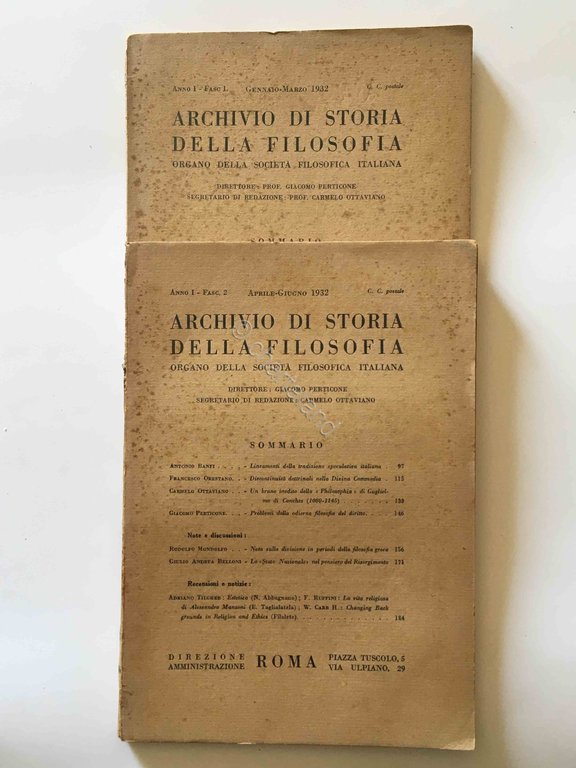 Anno I - Fasc 1. Gennaio-Marzo 1932 C. C. postale
ARCHIVIO DI STORIA
DELLA FILOSOFIA
ORGANO DELLA SOCIETÀ FILOSOFICA ITALIANA
DIRETTORE: PROF. GIACOMO PERTICONE
SEGRETARIO DI REDAZIONE: PROF. CARMELO OTTAVIANO
SOMMARIO
Anno I - Fasc. 2 Aprile-Giugno 1932 C. C. postale
ARCHIVIO DI STORIA
DELLA FILOSOFIA
ORGANO DELLA SOCIETÀ FILOSOFICA ITALIANA
DIRETTORE: GIACOMO PERTICONE
SEGRETARIO DI REDAZIONE: CARMELO OTTAVIANO
SOMMARIO
Antonio Banfi . . . . - Lineamenti della tradizione speculativa italiana 97
Francesco Orestano. - Discontinuità dottrinali nella Divina Commedia 115
Carmelo Ottaviano . . - Un brano inedito della « Philosophia » di Gugliel-
mo di Conches (1080-1145) . . . . . . . . .
Giacomo Perticone. . . - Problemi della odierna filosofia del diritto. . . 146
Note e discussioni:
Rodolfo Mondolfo . . - Nota sulla divisione in periodi della filosofia greca 156
Giulio Andrea Belloni - Lo «Stato Nazionale» nel pensiero del Risorgimento 171
Recensioni e notizie:
Adriano Tilgher: Estetica (N. Abbagnano); F. Ruffini: La vita religiosa
di Alessandro Manzoni (E. Tagliatela); W. Carr H.: Changing Back
grounds in Religion and Ethics (Filalete). . . . . . . . 184
DIREZIONE
AMMINISTRAZIONE ROMA PIAZZA TUSCOLO, 5
VIA ULPIANO, 29